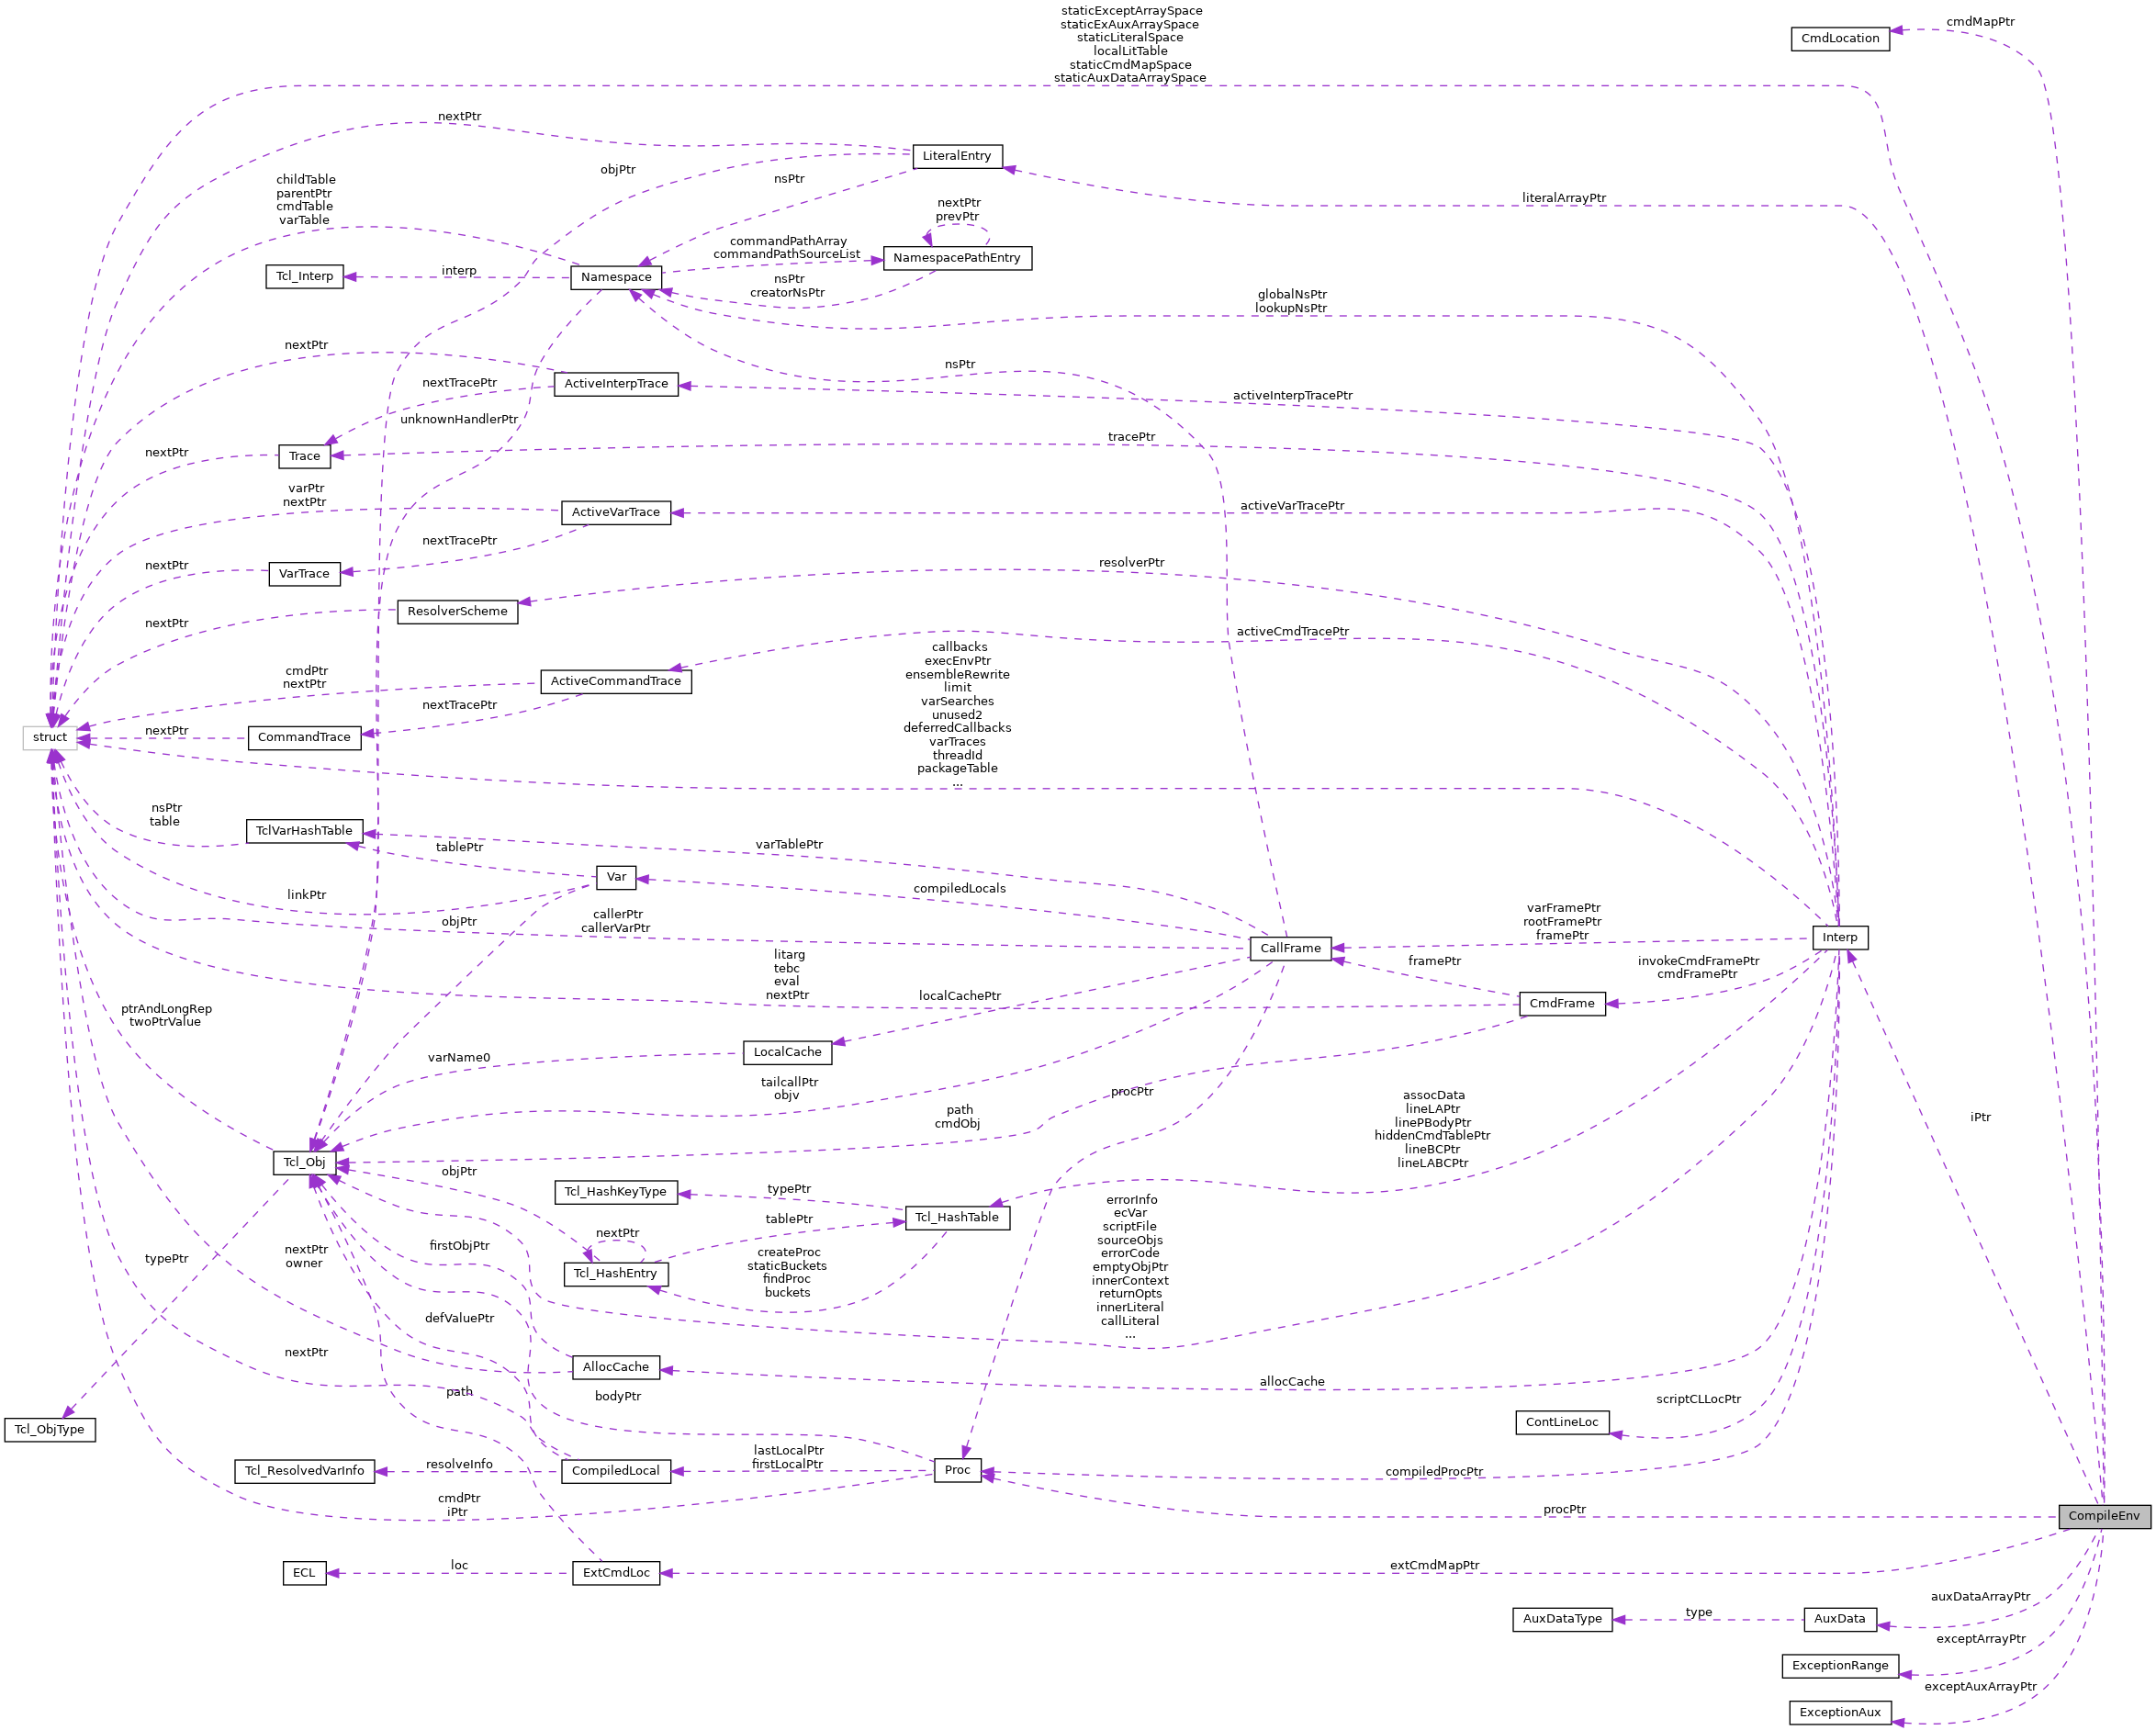 staticExceptArraySpace
staticExAuxArraySpace
staticLiteralSpace
localLitTable
staticCmdMapSpace
staticAuxDataArraySpace
cmdMapPtr
CmdLocation
nextPtr
LiteralEntry
objPtr
nsPtr
literalArrayPtr
childTable
parentPtr
cmdTable
varTable
nextPtr
prevPtr
commandPathArray
commandPathSourceList
NamespacePathEntry
Tcl_Interp
interp
Namespace
nsPtr
creatorNsPtr
globalNsPtr
lookupNsPtr
nextPtr
nsPtr
nextTracePtr
ActiveInterpTrace
activeInterpTracePtr
unknownHandlerPtr
tracePtr
nextPtr
Trace
varPtr
nextPtr
ActiveVarTrace
activeVarTracePtr
nextTracePtr
nextPtr
VarTrace
resolverPtr
ResolverScheme
nextPtr
activeCmdTracePtr
callbacks
execEnvPtr
ensembleRewrite
limit
varSearches
unused2
deferredCallbacks
varTraces
threadId
packageTable
...
cmdPtr
nextPtr
ActiveCommandTrace
nextTracePtr
struct
nextPtr
CommandTrace
nsPtr
table
TclVarHashTable
tablePtr
varTablePtr
Var
compiledLocals
linkPtr
objPtr
callerPtr
callerVarPtr
varFramePtr
rootFramePtr
framePtr
CallFrame
Interp
framePtr
invokeCmdFramePtr
cmdFramePtr
litarg
tebc
eval
nextPtr
localCachePtr
CmdFrame
ptrAndLongRep
twoPtrValue
varName0
LocalCache
tailcallPtr
objv
procPtr
path
cmdObj
assocData
lineLAPtr
linePBodyPtr
hiddenCmdTablePtr
lineBCPtr
lineLABCPtr
iPtr
Tcl_Obj
objPtr
Tcl_HashKeyType
typePtr
Tcl_HashTable
tablePtr
nextPtr
Tcl_HashEntry
createProc
staticBuckets
findProc
buckets
errorInfo
ecVar
scriptFile
sourceObjs
errorCode
emptyObjPtr
innerContext
returnOpts
innerLiteral
callLiteral
...
typePtr
nextPtr
owner
firstObjPtr
defValuePtr
nextPtr
AllocCache
allocCache
path
bodyPtr
scriptCLLocPtr
ContLineLoc
Tcl_ObjType
Tcl_ResolvedVarInfo
resolveInfo
CompiledLocal
lastLocalPtr
firstLocalPtr
Proc
compiledProcPtr
cmdPtr
iPtr
procPtr
CompileEnv
ECL
loc
ExtCmdLoc
extCmdMapPtr
auxDataArrayPtr
AuxDataType
type
AuxData
exceptArrayPtr
ExceptionRange
exceptAuxArrayPtr
ExceptionAux